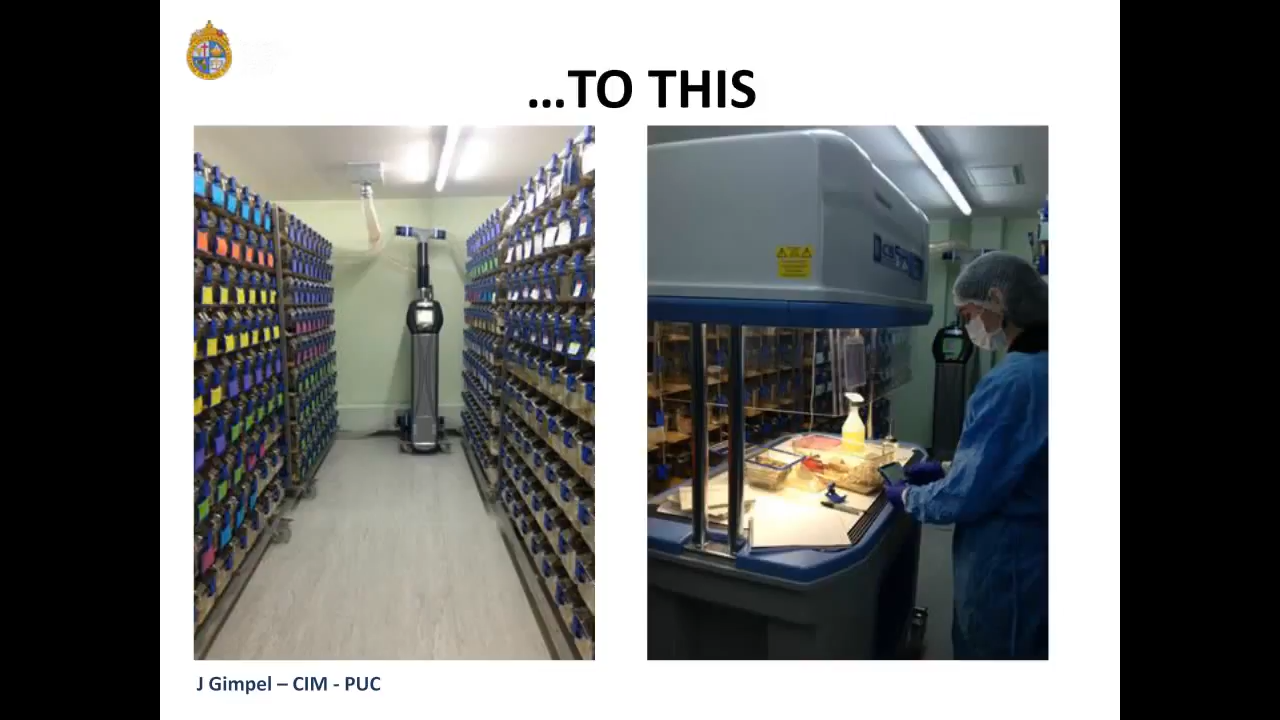 …TO THIS
J Gimpel – CIM - PUC